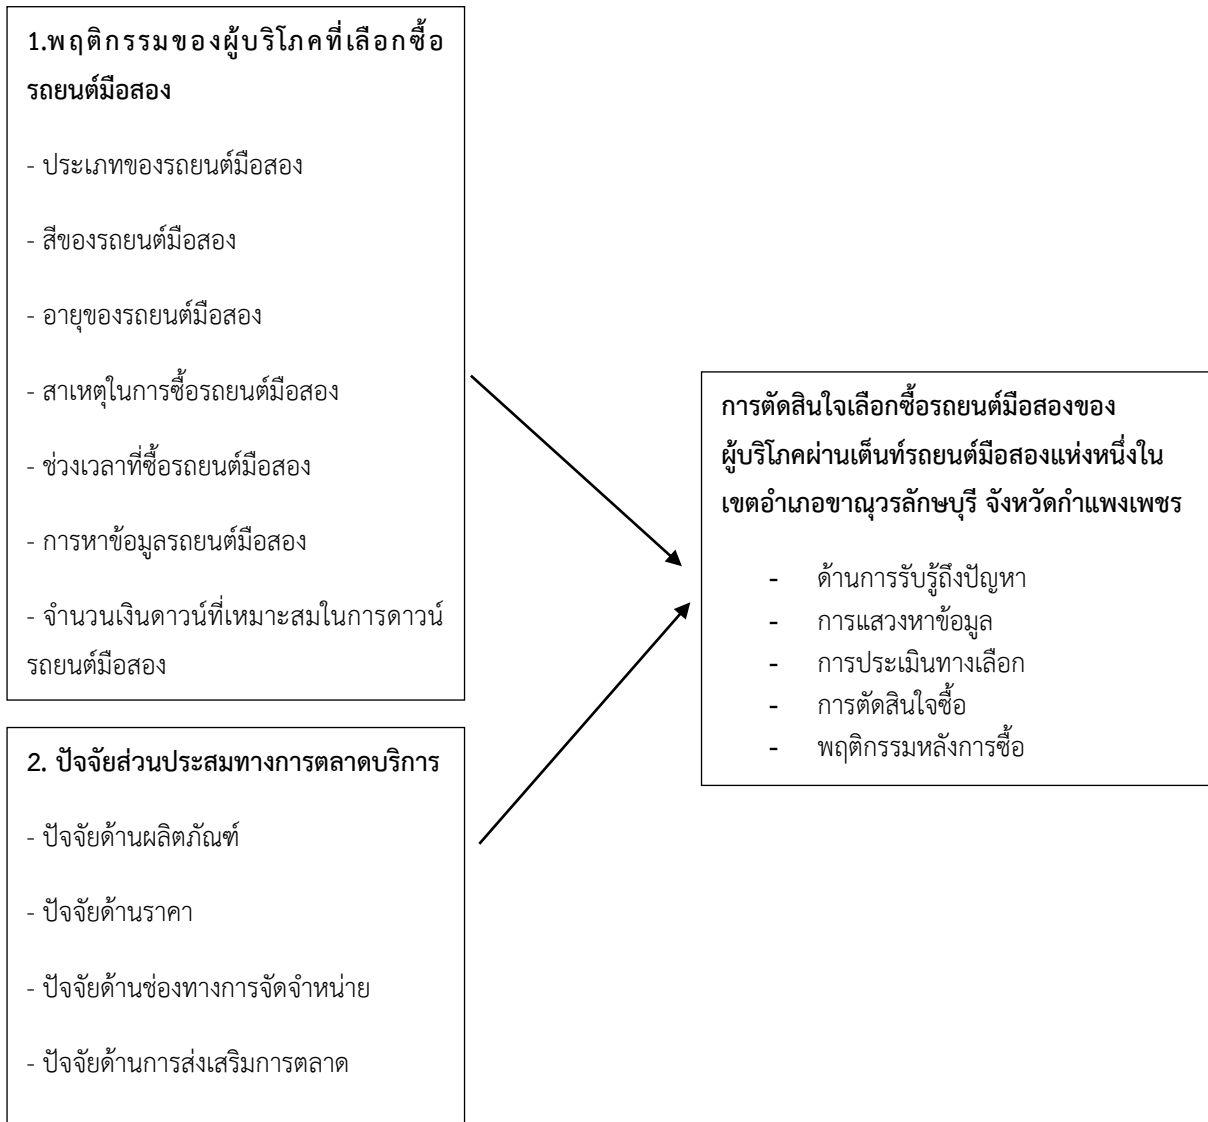 1.พฤติกรรมของผู้บริโภคที่เลือกซื้อ
รถยนต์มือสอง
- ประเภทของรถยนต์มือสอง
- สีของรถยนต์มือสอง
- อายุของรถยนต์มือสอง
- สาเหตุในการซื้อรถยนต์มือสอง
- ช่วงเวลาที่ซื้อรถยนต์มือสอง
- การหาข้อมูลรถยนต์มือสอง
- จำนวนเงินดาวน์ที่เหมาะสมในการดาวน์
รถยนต์มือสอง
2. ปัจจัยส่วนประสมทางการตลาดบริการ
- ปัจจัยด้านผลิตภัณฑ์
- ปัจจัยด้านราคา
- ปัจจัยด้านช่องทางการจัดจำหน่าย
- ปัจจัยด้านการส่งเสริมการตลาด
การตัดสินใจเลือกซื้อรถยนต์มือสองของ
ผู้บริโภคผ่านเต็นท์รถยนต์มือสองแห่งหนึ่งใน
เขตอำเภอขาณุวรลักษบุรี จังหวัดกำแพงเพชร
- ด้านการรับรู้ถึงปัญหา
- การแสวงหาข้อมูล
- การประเมินทางเลือก
- การตัดสินใจซื้อ
- พฤติกรรมหลังการซื้อ